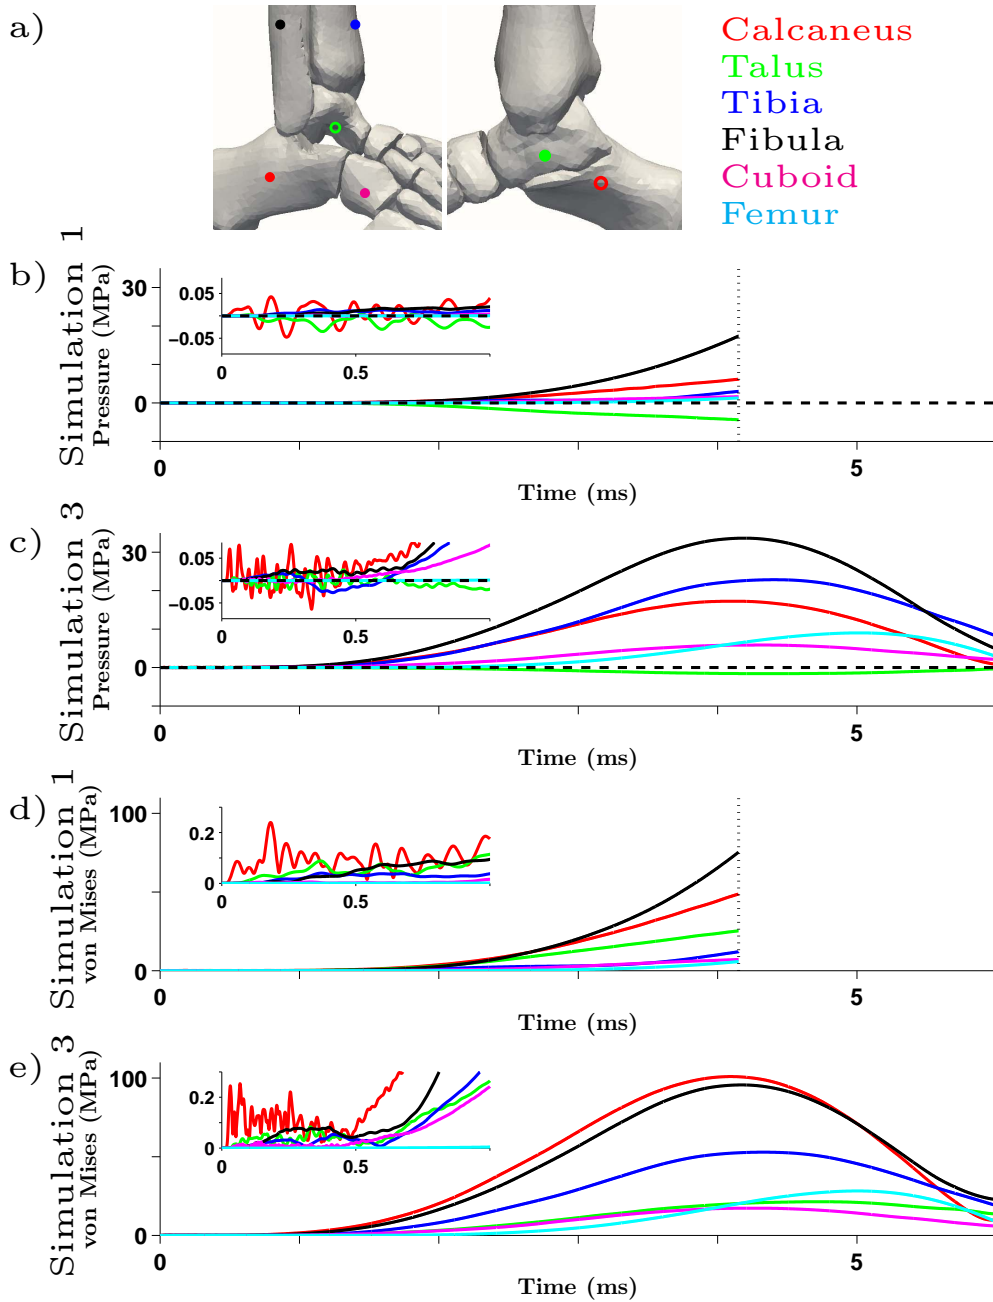 a)
Calcaneus
Talus
Tibia
Fibula
Cuboid
Femur
b)
Simulation 1
Pressure (MPa)
30
0
0.05
0
−0.05
0
0.5
0
5
Time (ms)
c)
Simulation 3
Pressure (MPa)
30
0
0.05
0
−0.05
0
0.5
0
5
Time (ms)
d)
Simulation 1
von Mises (MPa)
100
0
0.2
0
0
0.5
0
5
Time (ms)
e)
Simulation 3
von Mises (MPa)
100
0
0.2
0
0
0.5
0
5
Time (ms)